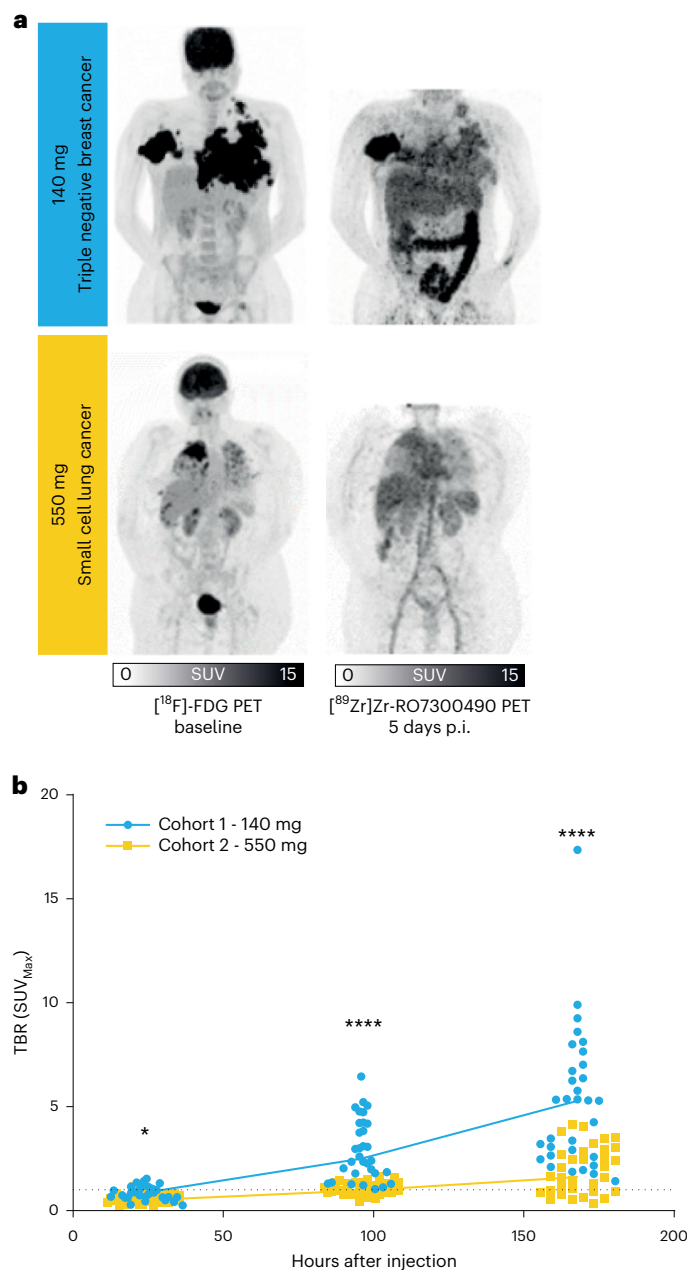 a
140 mg
Triple negative breast cancer
550 mg
Small cell lung cancer
0 SUV 15
0 SUV 15
[¹⁸F]-FDG PET
baseline
[⁸⁹Zr]Zr-RO7300490 PET
5 days p.i.
b
20
15
10
5
0
TBR (SUVMax)
Cohort 1 - 140 mg
Cohort 2 - 550 mg
*
****
****
0 50 100 150 200
Hours after injection